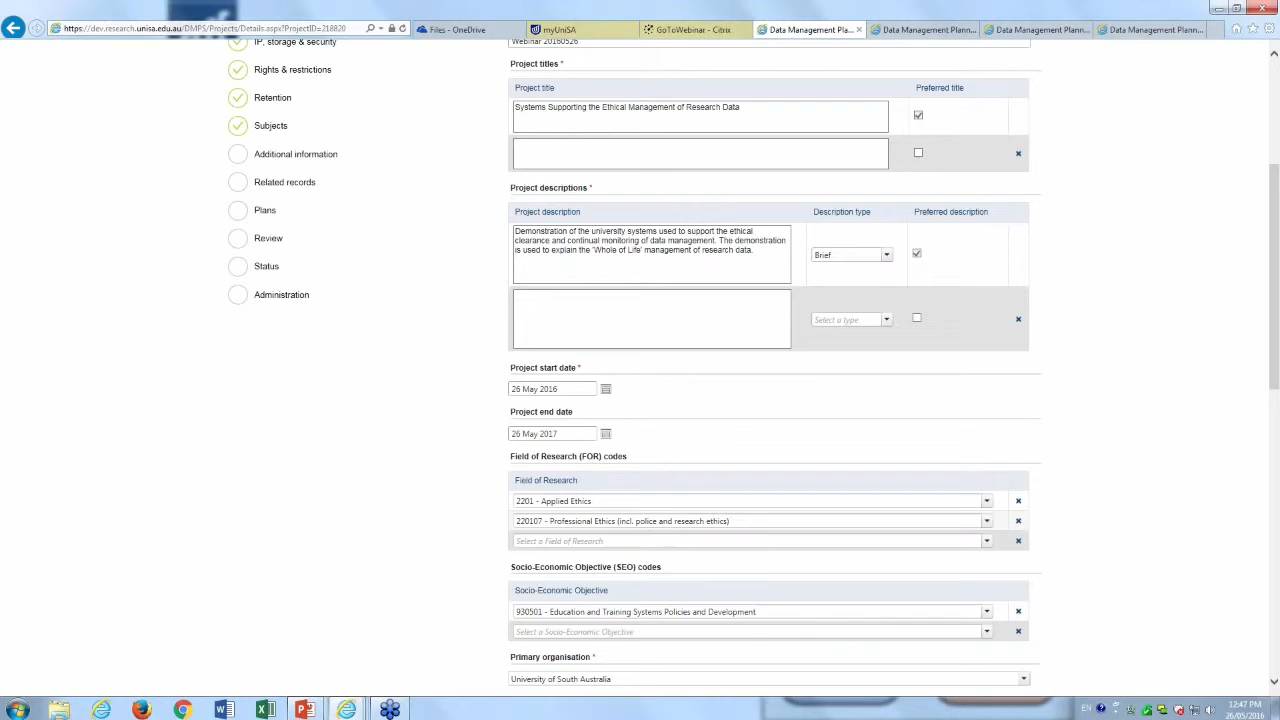 https://dev.research.unisa.edu.au/DMPS/Projects/Details.aspx?ProjectID=218820
Files - OneDrive
myUniSA
GoToWebinar - Citrix
Data Management Pla...
Data Management Plann...
Data Management Plann...
Data Management Plann...
IP, storage & security
Rights & restrictions
Retention
Subjects
Additional information
Related records
Plans
Review
Status
Administration
Webinar 20160526
Project titles *
Project title
Preferred title
Systems Supporting the Ethical Management of Research Data
Project descriptions *
Project description
Description type
Preferred description
Demonstration of the university systems used to support the ethical
clearance and continual monitoring of data management. The demonstration
is used to explain the 'Whole of Life' management of research data.
Brief
Select a type
Project start date *
26 May 2016
Project end date
26 May 2017
Field of Research (FOR) codes
Field of Research
2201 - Applied Ethics
220107 - Professional Ethics (incl. police and research ethics)
Select a Field of Research
Socio-Economic Objective (SEO) codes
Socio-Economic Objective
930501 - Education and Training Systems Policies and Development
Select a Socio-Economic Objective
Primary organisation *
University of South Australia
EN
12:47 PM
26/05/2016